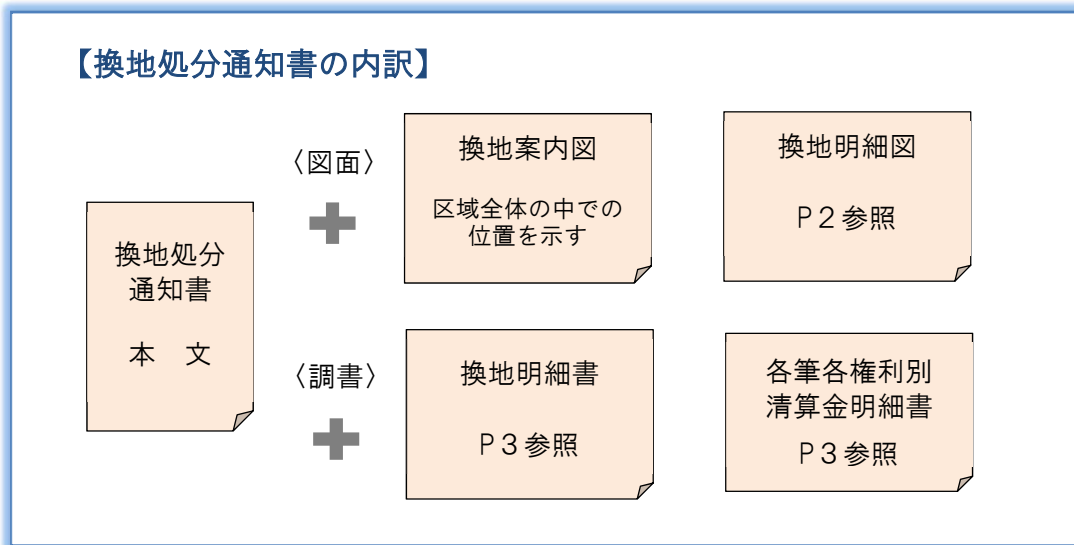 【換地処分通知書の内訳】
換地処分
通知書
本　文
〈図面〉
換地案内図
区域全体の中での
位置を示す
換地明細図
P２参照
〈調書〉
換地明細書
P３参照
各筆各権利別
清算金明細書
P３参照